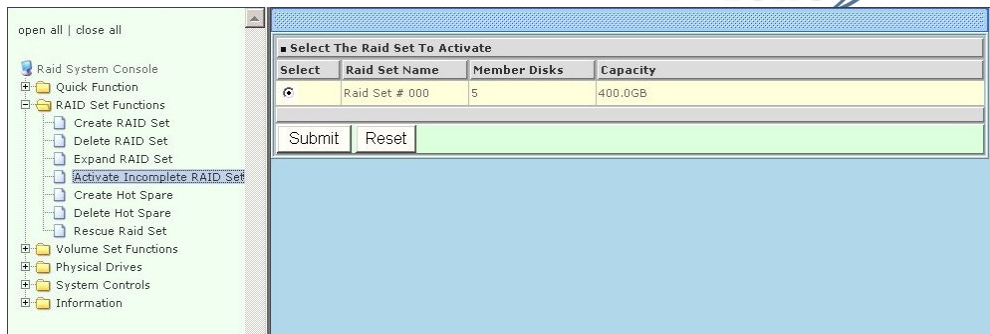 open all | close all
Raid System Console
Quick Function
RAID Set Functions
Create RAID Set
Delete RAID Set
Expand RAID Set
Activate Incomplete RAID Set
Create Hot Spare
Delete Hot Spare
Rescue Raid Set
Volume Set Functions
Physical Drives
System Controls
Information
Select The Raid Set To Activate
Select Raid Set Name Member Disks Capacity
Raid Set # 000 5 400.0GB
Submit Reset